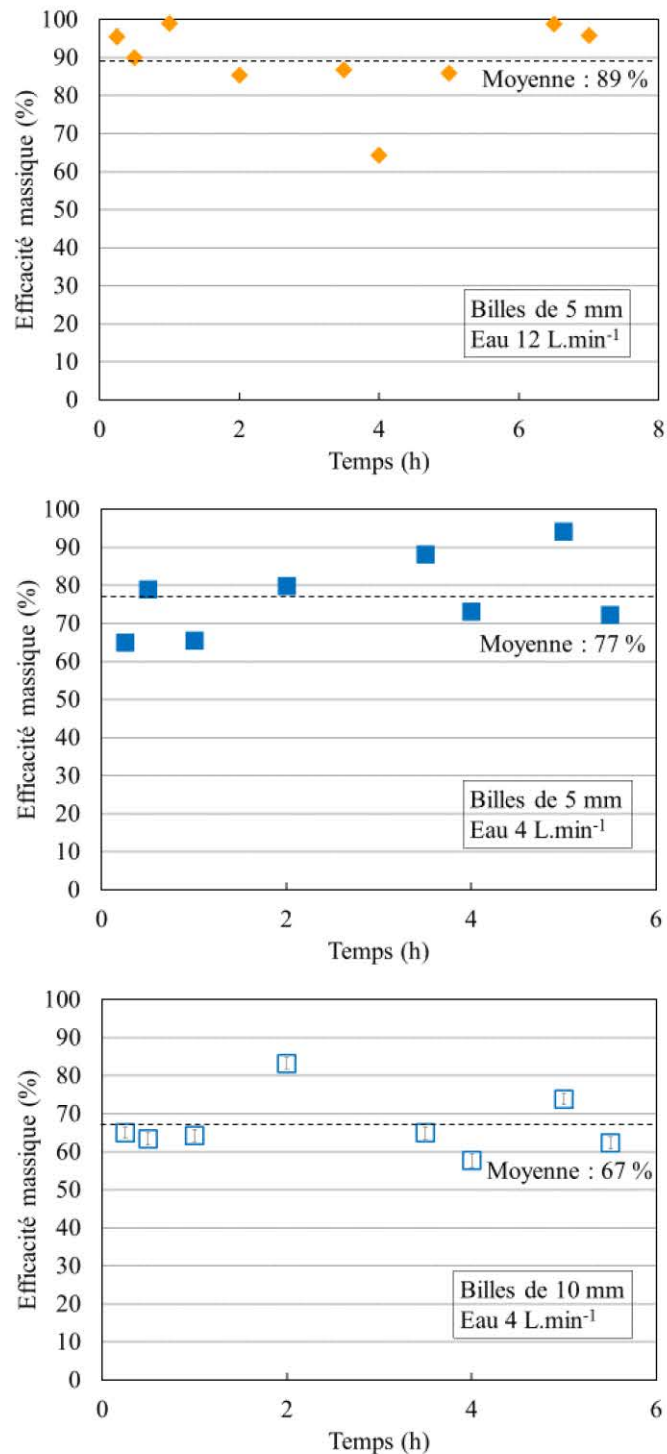 100
90
80
70
60
50
40
30
20
10
0
Efficacité massique (%)
Moyenne : 89 %
Billes de 5 mm
Eau 12 L.min-1
0 2 4 6 8
Temps (h)
100
90
80
70
60
50
40
30
20
10
0
Efficacité massique (%)
Moyenne : 77 %
Billes de 5 mm
Eau 4 L.min-1
0 2 4 6
Temps (h)
100
90
80
70
60
50
40
30
20
10
0
Efficacité massique (%)
Moyenne : 67 %
Billes de 10 mm
Eau 4 L.min-1
0 2 4 6
Temps (h)